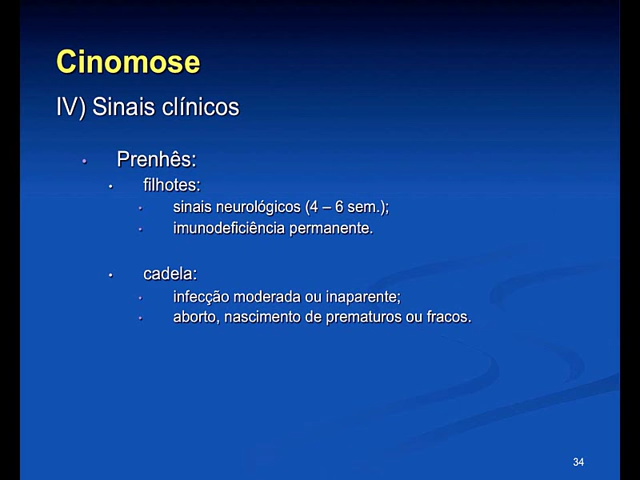 Cinomose
IV) Sinais clínicos
• Prenhês:
• filhotes:
• sinais neurológicos (4 – 6 sem.);
• imunodeficiência permanente.
• cadela:
• infecção moderada ou inaparente;
• aborto, nascimento de prematuros ou fracos.
34